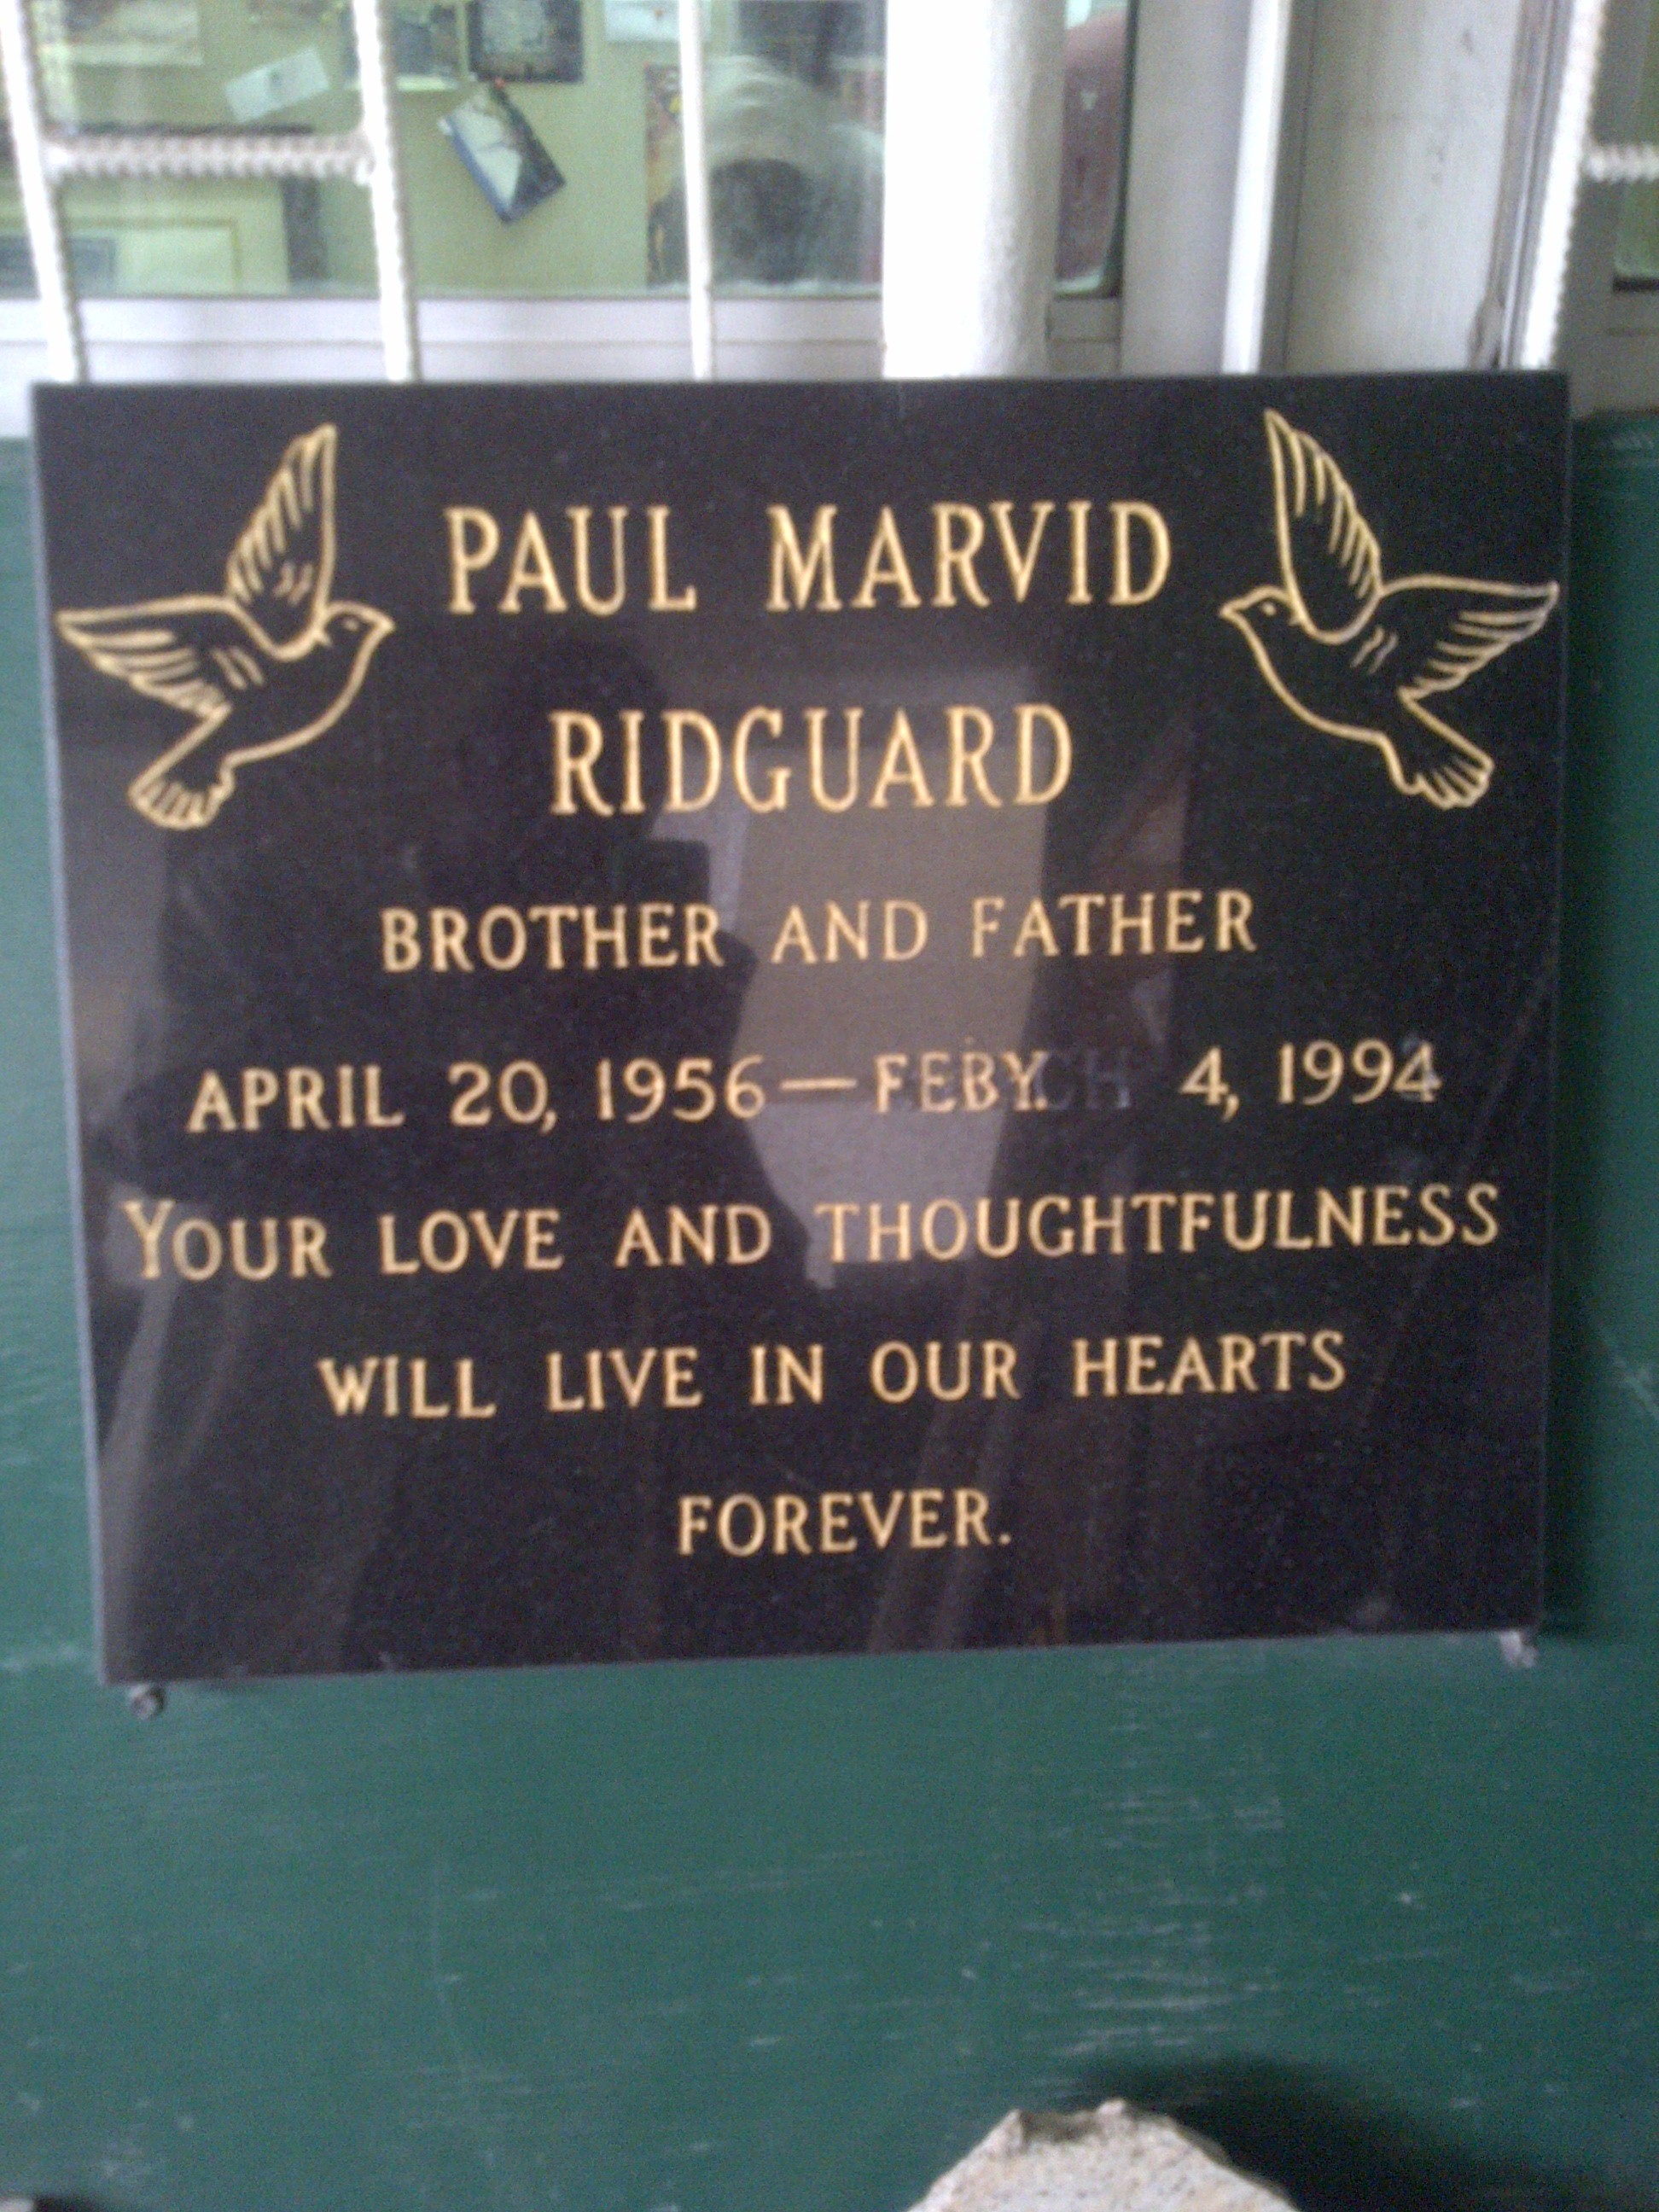 PAUL MARVID
RIDGUARD
BROTHER AND FATHER
APRIL 20, 1956 — FEBY. 4, 1994
YOUR LOVE AND THOUGHTFULNESS
WILL LIVE IN OUR HEARTS
FOREVER.